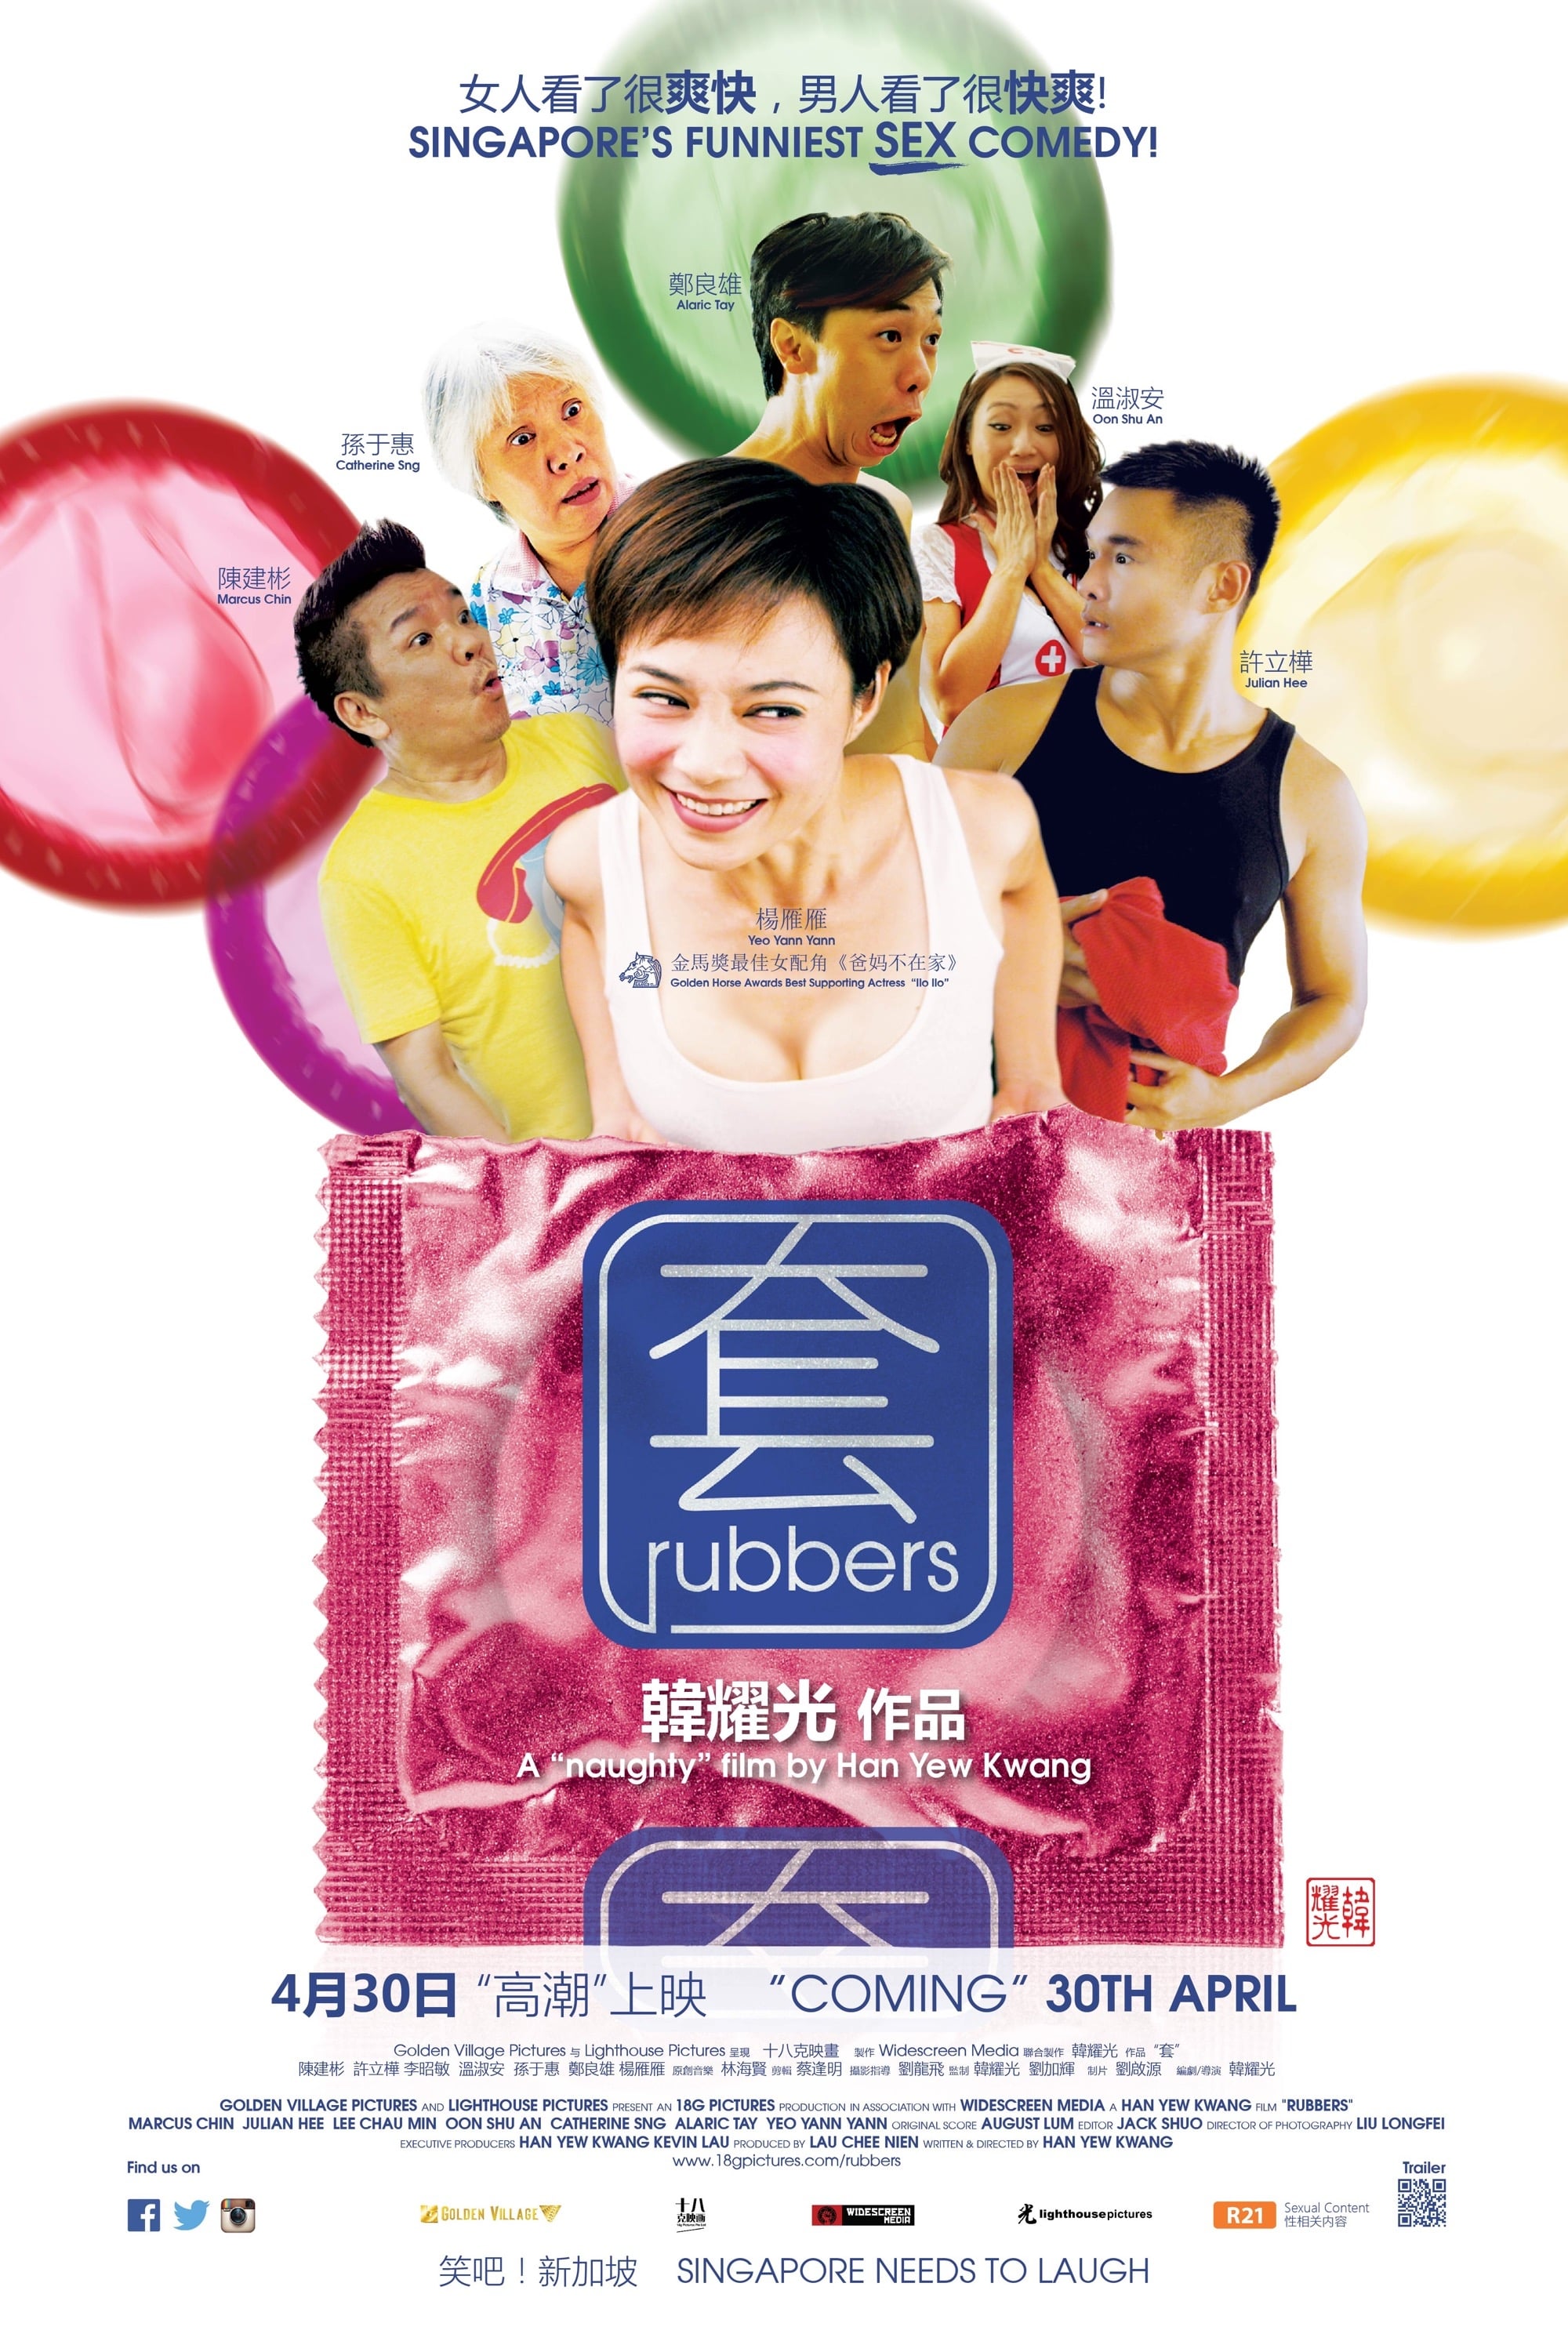 女人看了很爽快，男人看了很快爽!
SINGAPORE'S FUNNIEST SEX COMEDY!
鄭良雄
Alaric Tay
溫淑安
Oon Shu An
孫于惠
Catherine Sng
陳建彬
Marcus Chin
許立樺
Julian Hee
楊雁雁
Yeo Yann Yann
金馬獎最佳女配角《爸妈不在家》
Golden Horse Awards Best Supporting Actress "Ilo Ilo"
套
rubbers
韓耀光 作品
A "naughty" film by Han Yew Kwang
韓耀光
4月30日 "高潮"上映 "COMING" 30TH APRIL
Golden Village Pictures 与 Lighthouse Pictures 呈現 十八克映畫 製作 Widescreen Media 聯合製作 韓耀光 作品 "套"
陳建彬 許立樺 李昭敏 溫淑安 孫于惠 鄭良雄 楊雁雁 原創音樂 林海賢 剪輯 蔡逢明 攝影指導 劉龍飛 監制 韓耀光 劉加輝 制片 劉啟源 編劇/導演 韓耀光
GOLDEN VILLAGE PICTURES AND LIGHTHOUSE PICTURES PRESENT AN 18G PICTURES PRODUCTION IN ASSOCIATION WITH WIDESCREEN MEDIA A HAN YEW KWANG FILM "RUBBERS"
MARCUS CHIN JULIAN HEE LEE CHAU MIN OON SHU AN CATHERINE SNG ALARIC TAY YEO YANN YANN ORIGINAL SCORE AUGUST LUM EDITOR JACK SHUO DIRECTOR OF PHOTOGRAPHY LIU LONGFEI
EXECUTIVE PRODUCERS HAN YEW KWANG KEVIN LAU PRODUCED BY LAU CHEE NIEN WRITTEN & DIRECTED BY HAN YEW KWANG
www.18gpictures.com/rubbers
Find us on
Trailer
GOLDEN VILLAGE
十八克映画
WIDESCREEN MEDIA
光 lighthousepictures
R21
Sexual Content
性相关内容
笑吧！新加坡 SINGAPORE NEEDS TO LAUGH